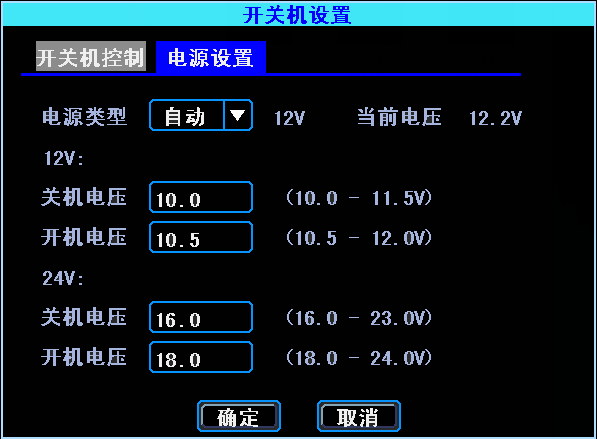 开关机设置
开关机控制 电源设置
电源类型 自动 12V 当前电压 12.2V
12V:
关机电压 10.0 (10.0 - 11.5V)
开机电压 10.5 (10.5 - 12.0V)
24V:
关机电压 16.0 (16.0 - 23.0V)
开机电压 18.0 (18.0 - 24.0V)
确定 取消